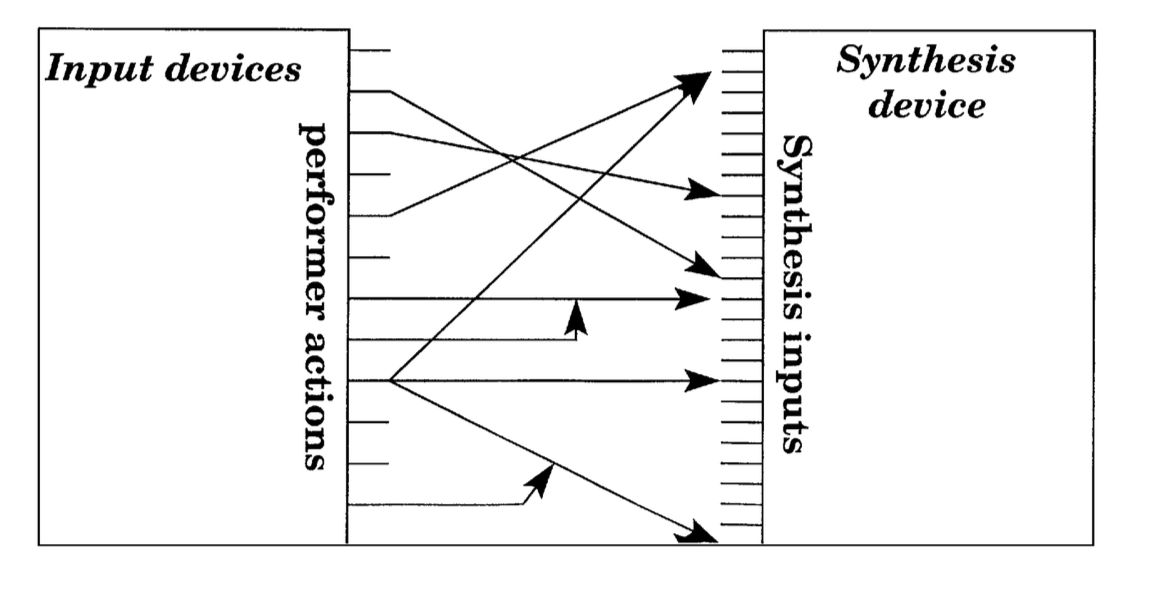 Input devices
performer actions
Synthesis
device
Synthesis inputs